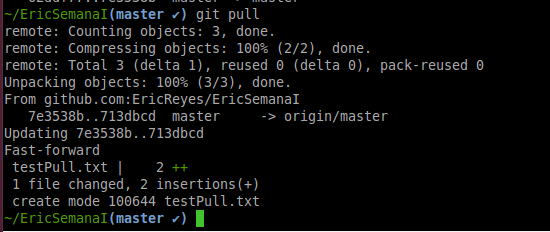 ~/EricSemanaI(master ✔) git pull
remote: Counting objects: 3, done.
remote: Compressing objects: 100% (2/2), done.
remote: Total 3 (delta 1), reused 0 (delta 0), pack-reused 0
Unpacking objects: 100% (3/3), done.
From github.com:EricReyes/EricSemanaI
   7e3538b..713dbcd  master     -> origin/master
Updating 7e3538b..713dbcd
Fast-forward
 testPull.txt |    2 ++
 1 file changed, 2 insertions(+)
 create mode 100644 testPull.txt
~/EricSemanaI(master ✔)